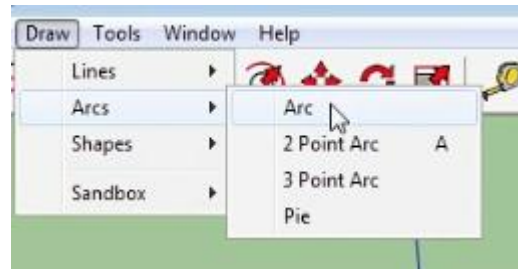 Draw Tools Window Help
Lines
Arcs
Shapes
Sandbox
Arc
2 Point Arc A
3 Point Arc
Pie